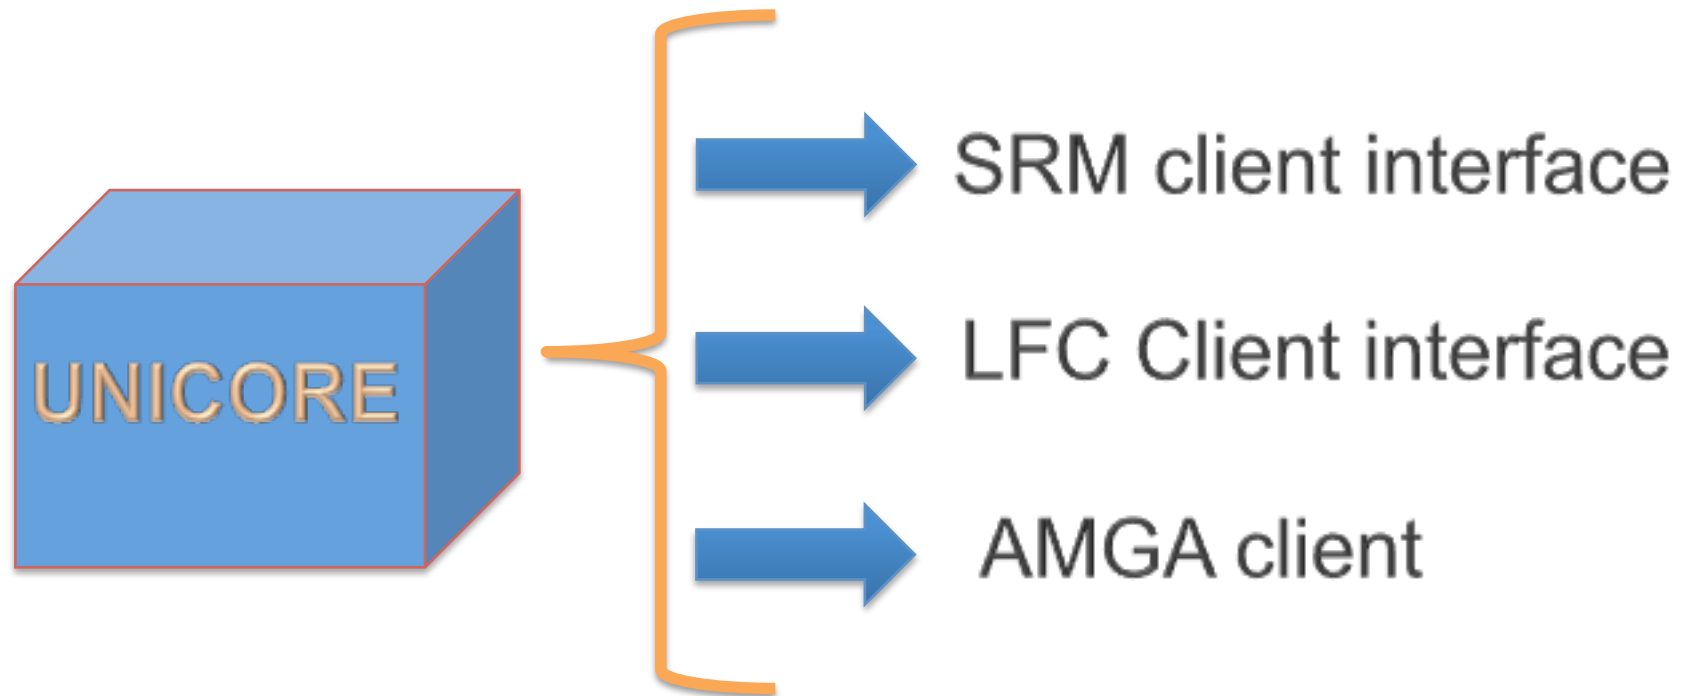 SRM client interface
UNICORE
LFC Client interface
AMGA client